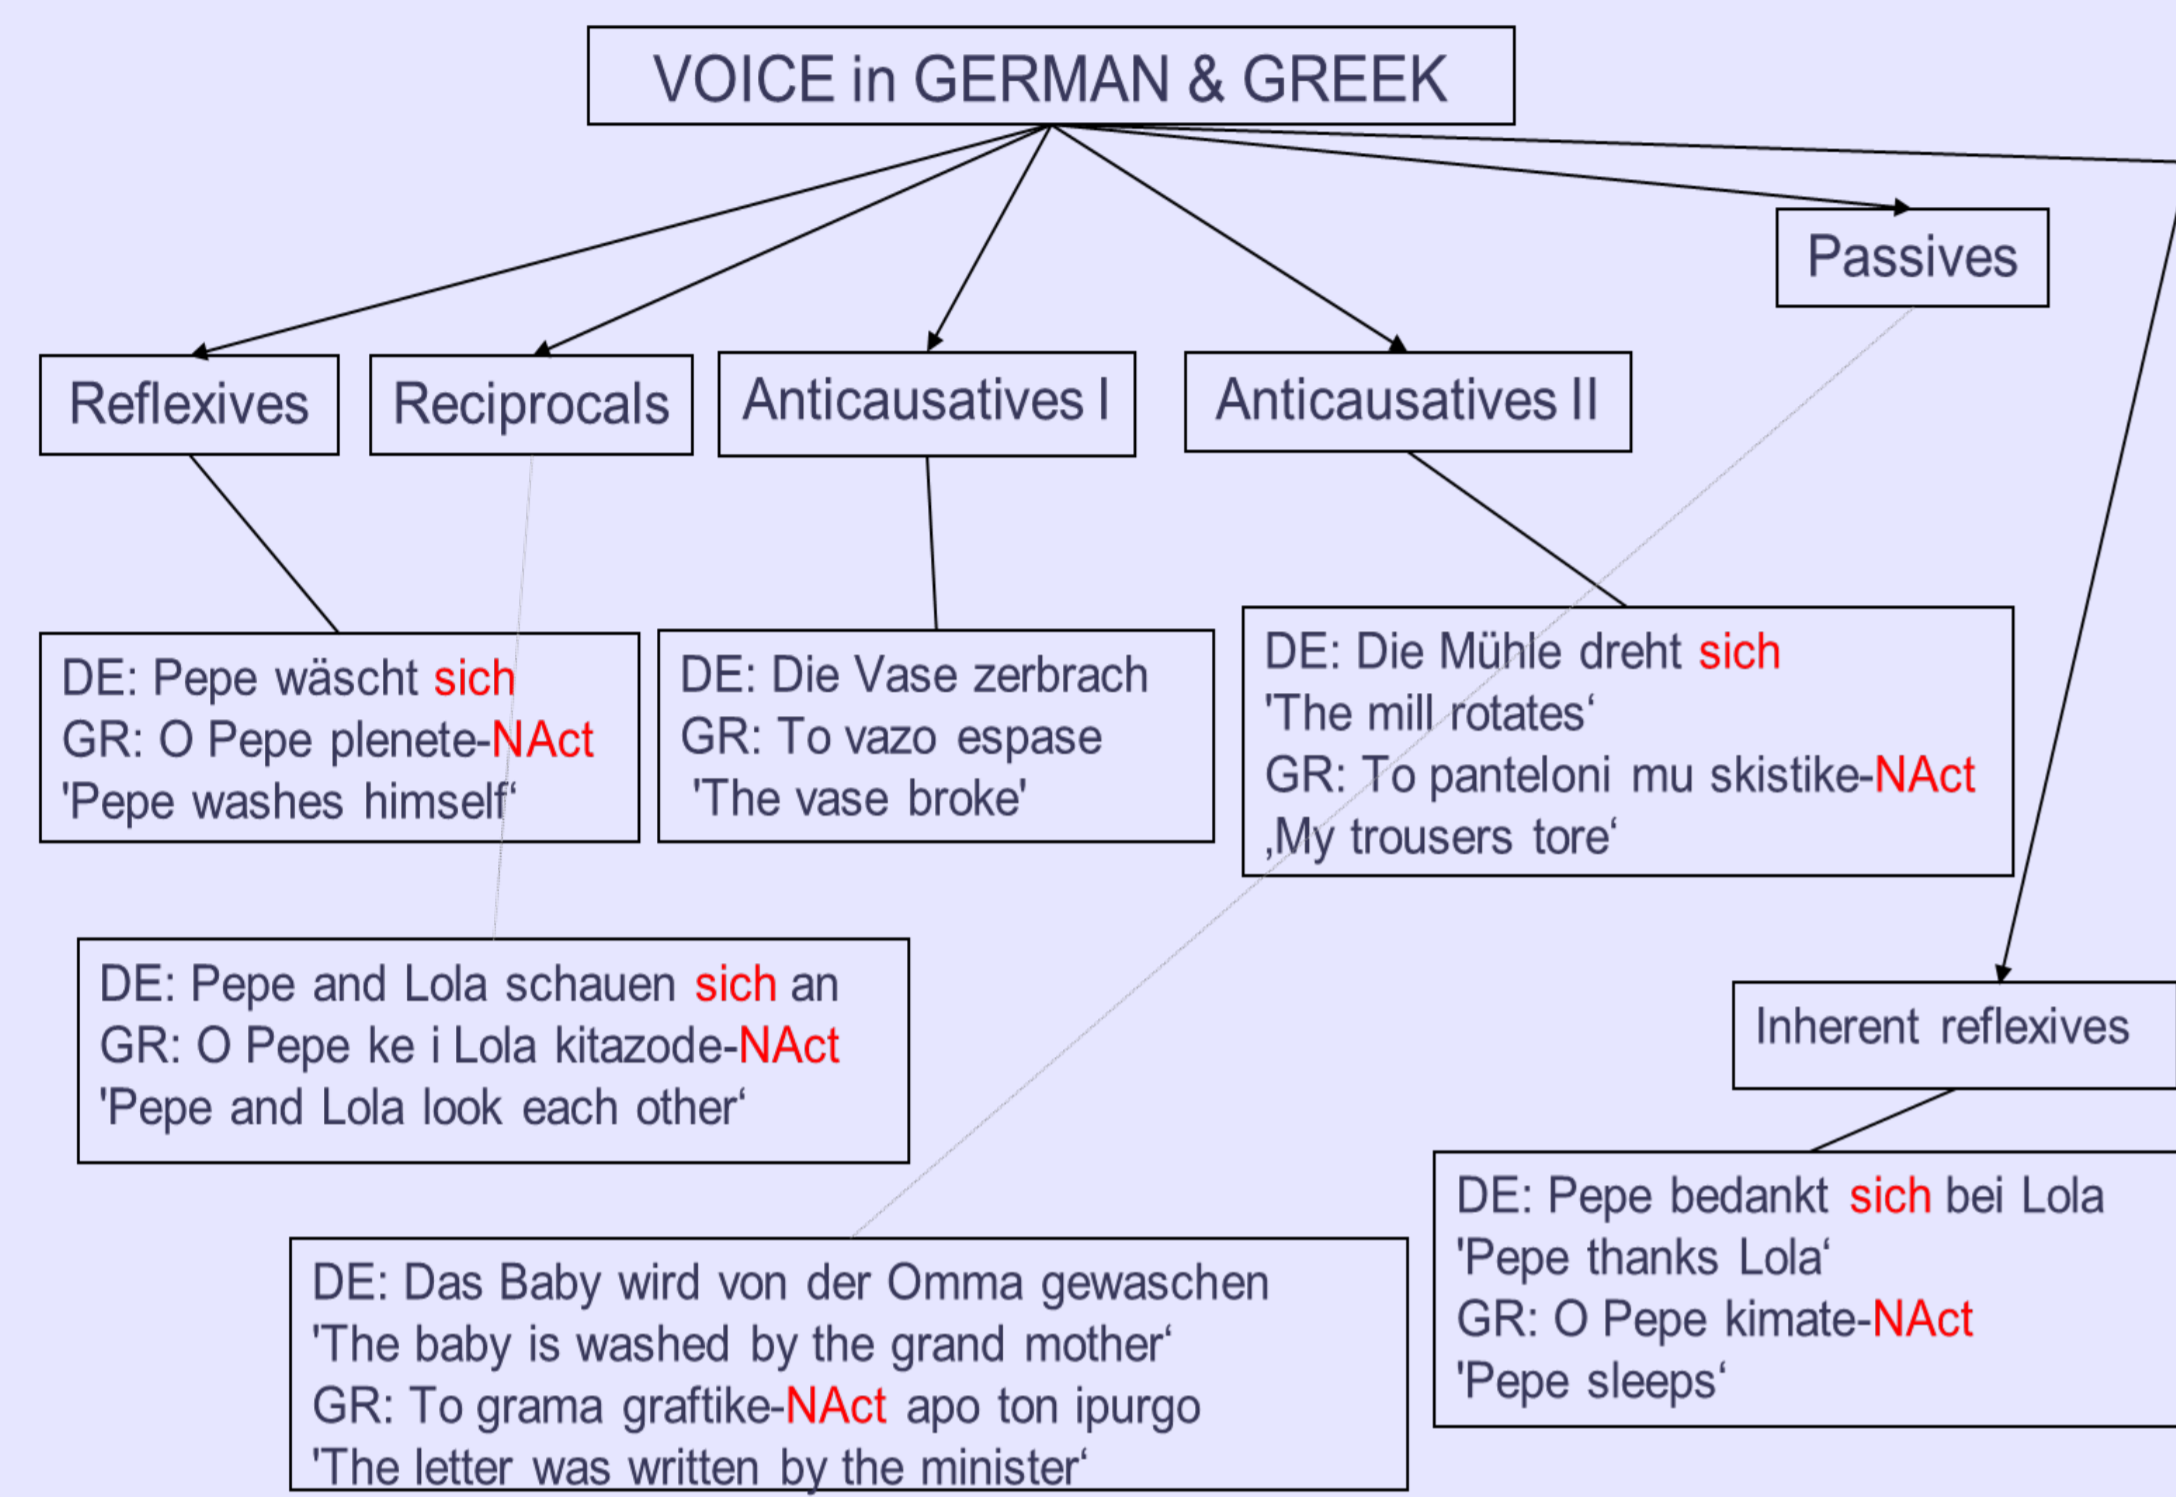 VOICE in GERMAN & GREEK
Passives
Reflexives
Reciprocals
Anticausatives I
Anticausatives II
DE: Pepe wäscht sich
GR: O Pepe plenete-NAct
'Pepe washes himself‘
DE: Die Vase zerbrach
GR: To vazo espase
'The vase broke'
DE: Die Mühle dreht sich
'The mill rotates‘
GR: To panteloni mu skistike-NAct
‚My trousers tore‘
DE: Pepe and Lola schauen sich an
GR: O Pepe ke i Lola kitazode-NAct
'Pepe and Lola look each other‘
Inherent reflexives
DE: Pepe bedankt sich bei Lola
'Pepe thanks Lola‘
GR: O Pepe kimate-NAct
'Pepe sleeps‘
DE: Das Baby wird von der Omma gewaschen
'The baby is washed by the grand mother‘
GR: To grama graftike-NAct apo ton ipurgo
'The letter was written by the minister‘